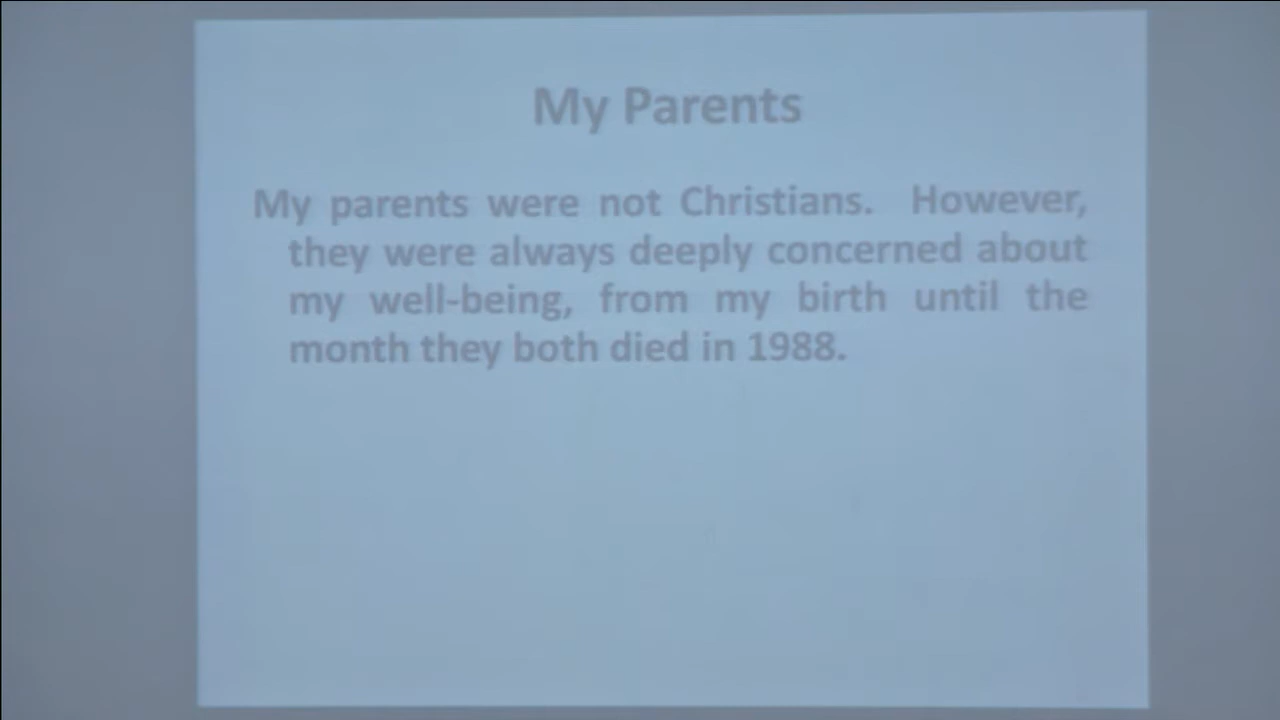 My Parents
My parents were not Christians. However,
they were always deeply concerned about
my well-being, from my birth until the
month they both died in 1988.